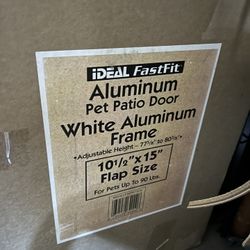 iDEAL FastFit
Aluminum
Pet Patio Door
White Aluminum
Frame
•Adjustable Height – 77⅝" to 80⅜"•
10½"x15"
Flap Size
For Pets Up To 90 Lbs.